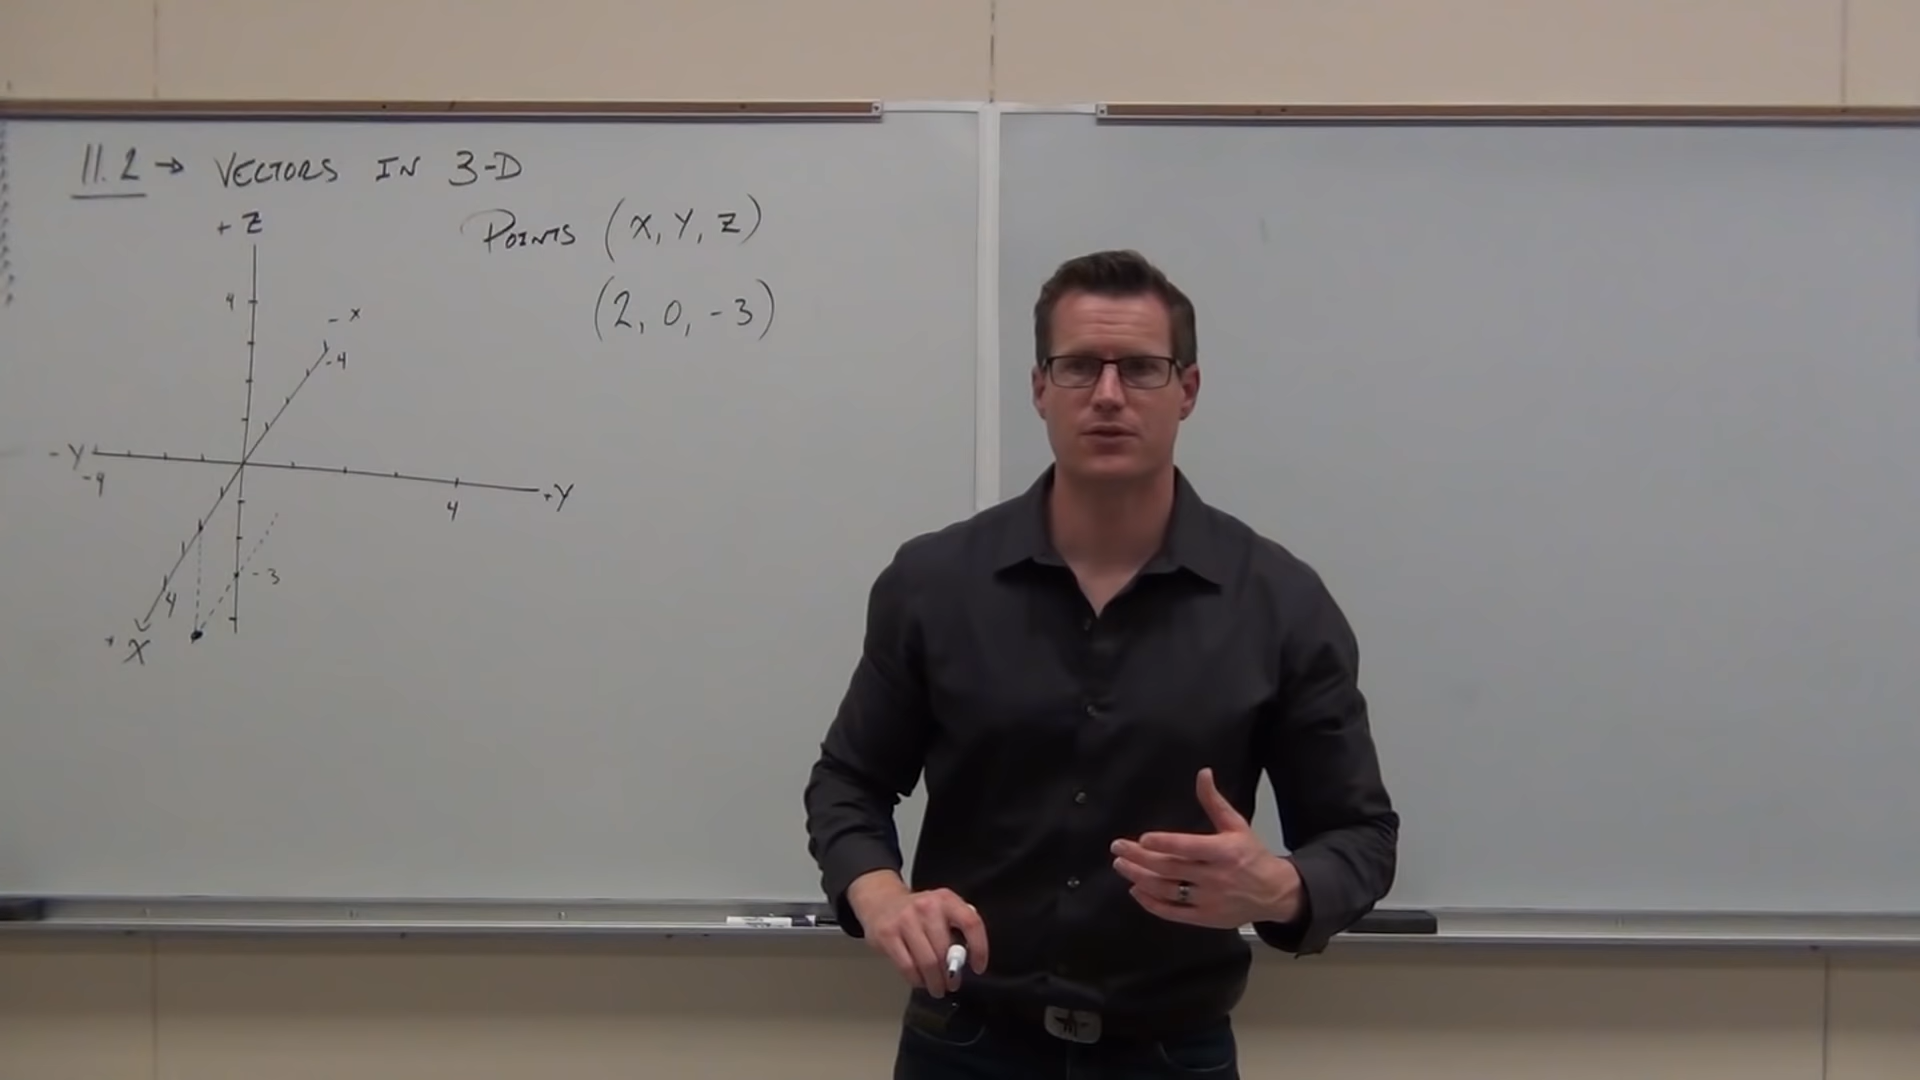 11.2 → VECTORS IN 3-D
+ Z
POINTS (X, Y, Z)
4
- X
(2, 0, -3)
-4
- Y
-4
+ Y
4
- 3
4
+ X